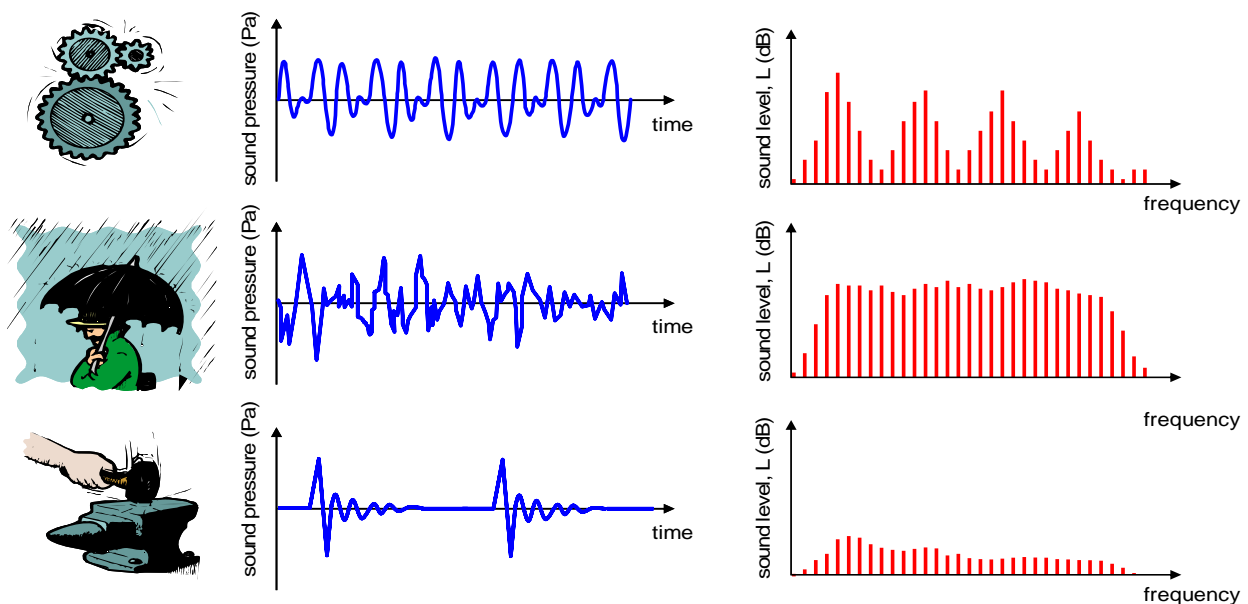 sound pressure (Pa)
time
sound level, L (dB)
frequency
sound pressure (Pa)
time
sound level, L (dB)
frequency
sound pressure (Pa)
time
sound level, L (dB)
frequency